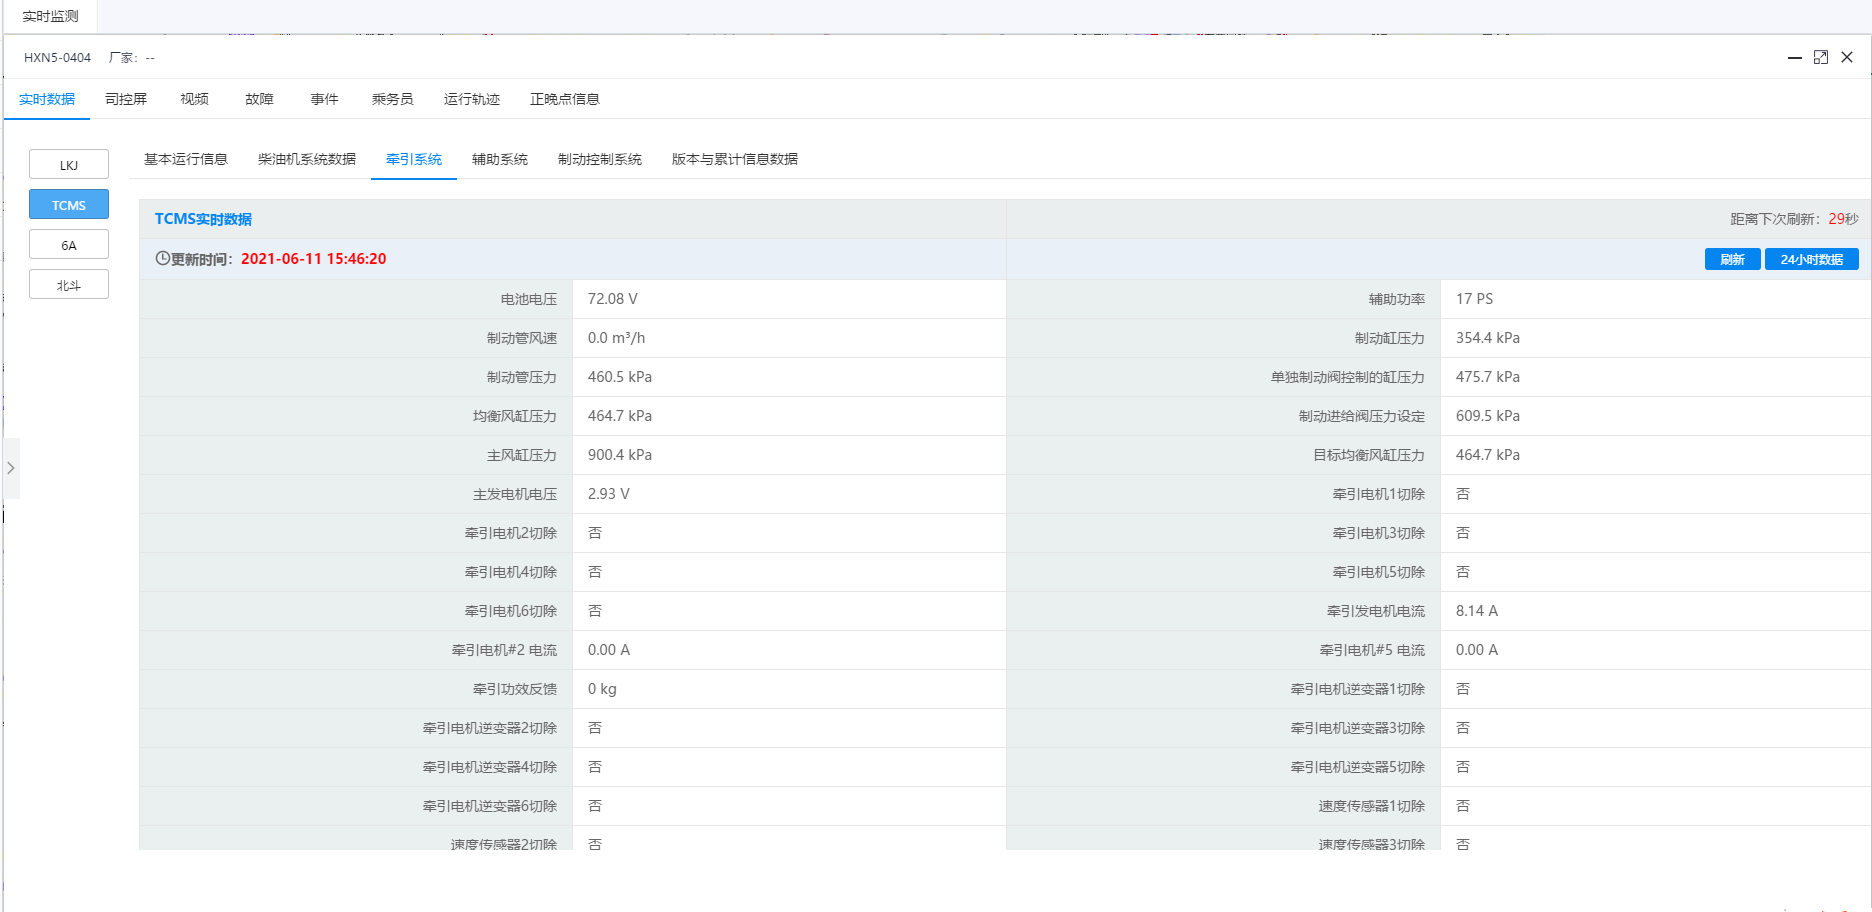 实时监测
HXN5-0404 厂家：--
实时数据 司控屏 视频 故障 事件 乘务员 运行轨迹 正晚点信息
LKJ
TCMS
6A
北斗
基本运行信息 柴油机系统数据 牵引系统 辅助系统 制动控制系统 版本与累计信息数据
TCMS实时数据 距离下次刷新：29秒
更新时间：2021-06-11 15:46:20 刷新 24小时数据
电池电压 72.08 V 辅助功率 17 PS
制动管风速 0.0 m³/h 制动缸压力 354.4 kPa
制动管压力 460.5 kPa 单独制动阀控制的缸压力 475.7 kPa
均衡风缸压力 464.7 kPa 制动进给阀压力设定 609.5 kPa
主风缸压力 900.4 kPa 目标均衡风缸压力 464.7 kPa
主发电机电压 2.93 V 牵引电机1切除 否
牵引电机2切除 否 牵引电机3切除 否
牵引电机4切除 否 牵引电机5切除 否
牵引电机6切除 否 牵引发电机电流 8.14 A
牵引电机#2 电流 0.00 A 牵引电机#5 电流 0.00 A
牵引功效反馈 0 kg 牵引电机逆变器1切除 否
牵引电机逆变器2切除 否 牵引电机逆变器3切除 否
牵引电机逆变器4切除 否 牵引电机逆变器5切除 否
牵引电机逆变器6切除 否 速度传感器1切除 否
速度传感器2切除 否 速度传感器3切除 否